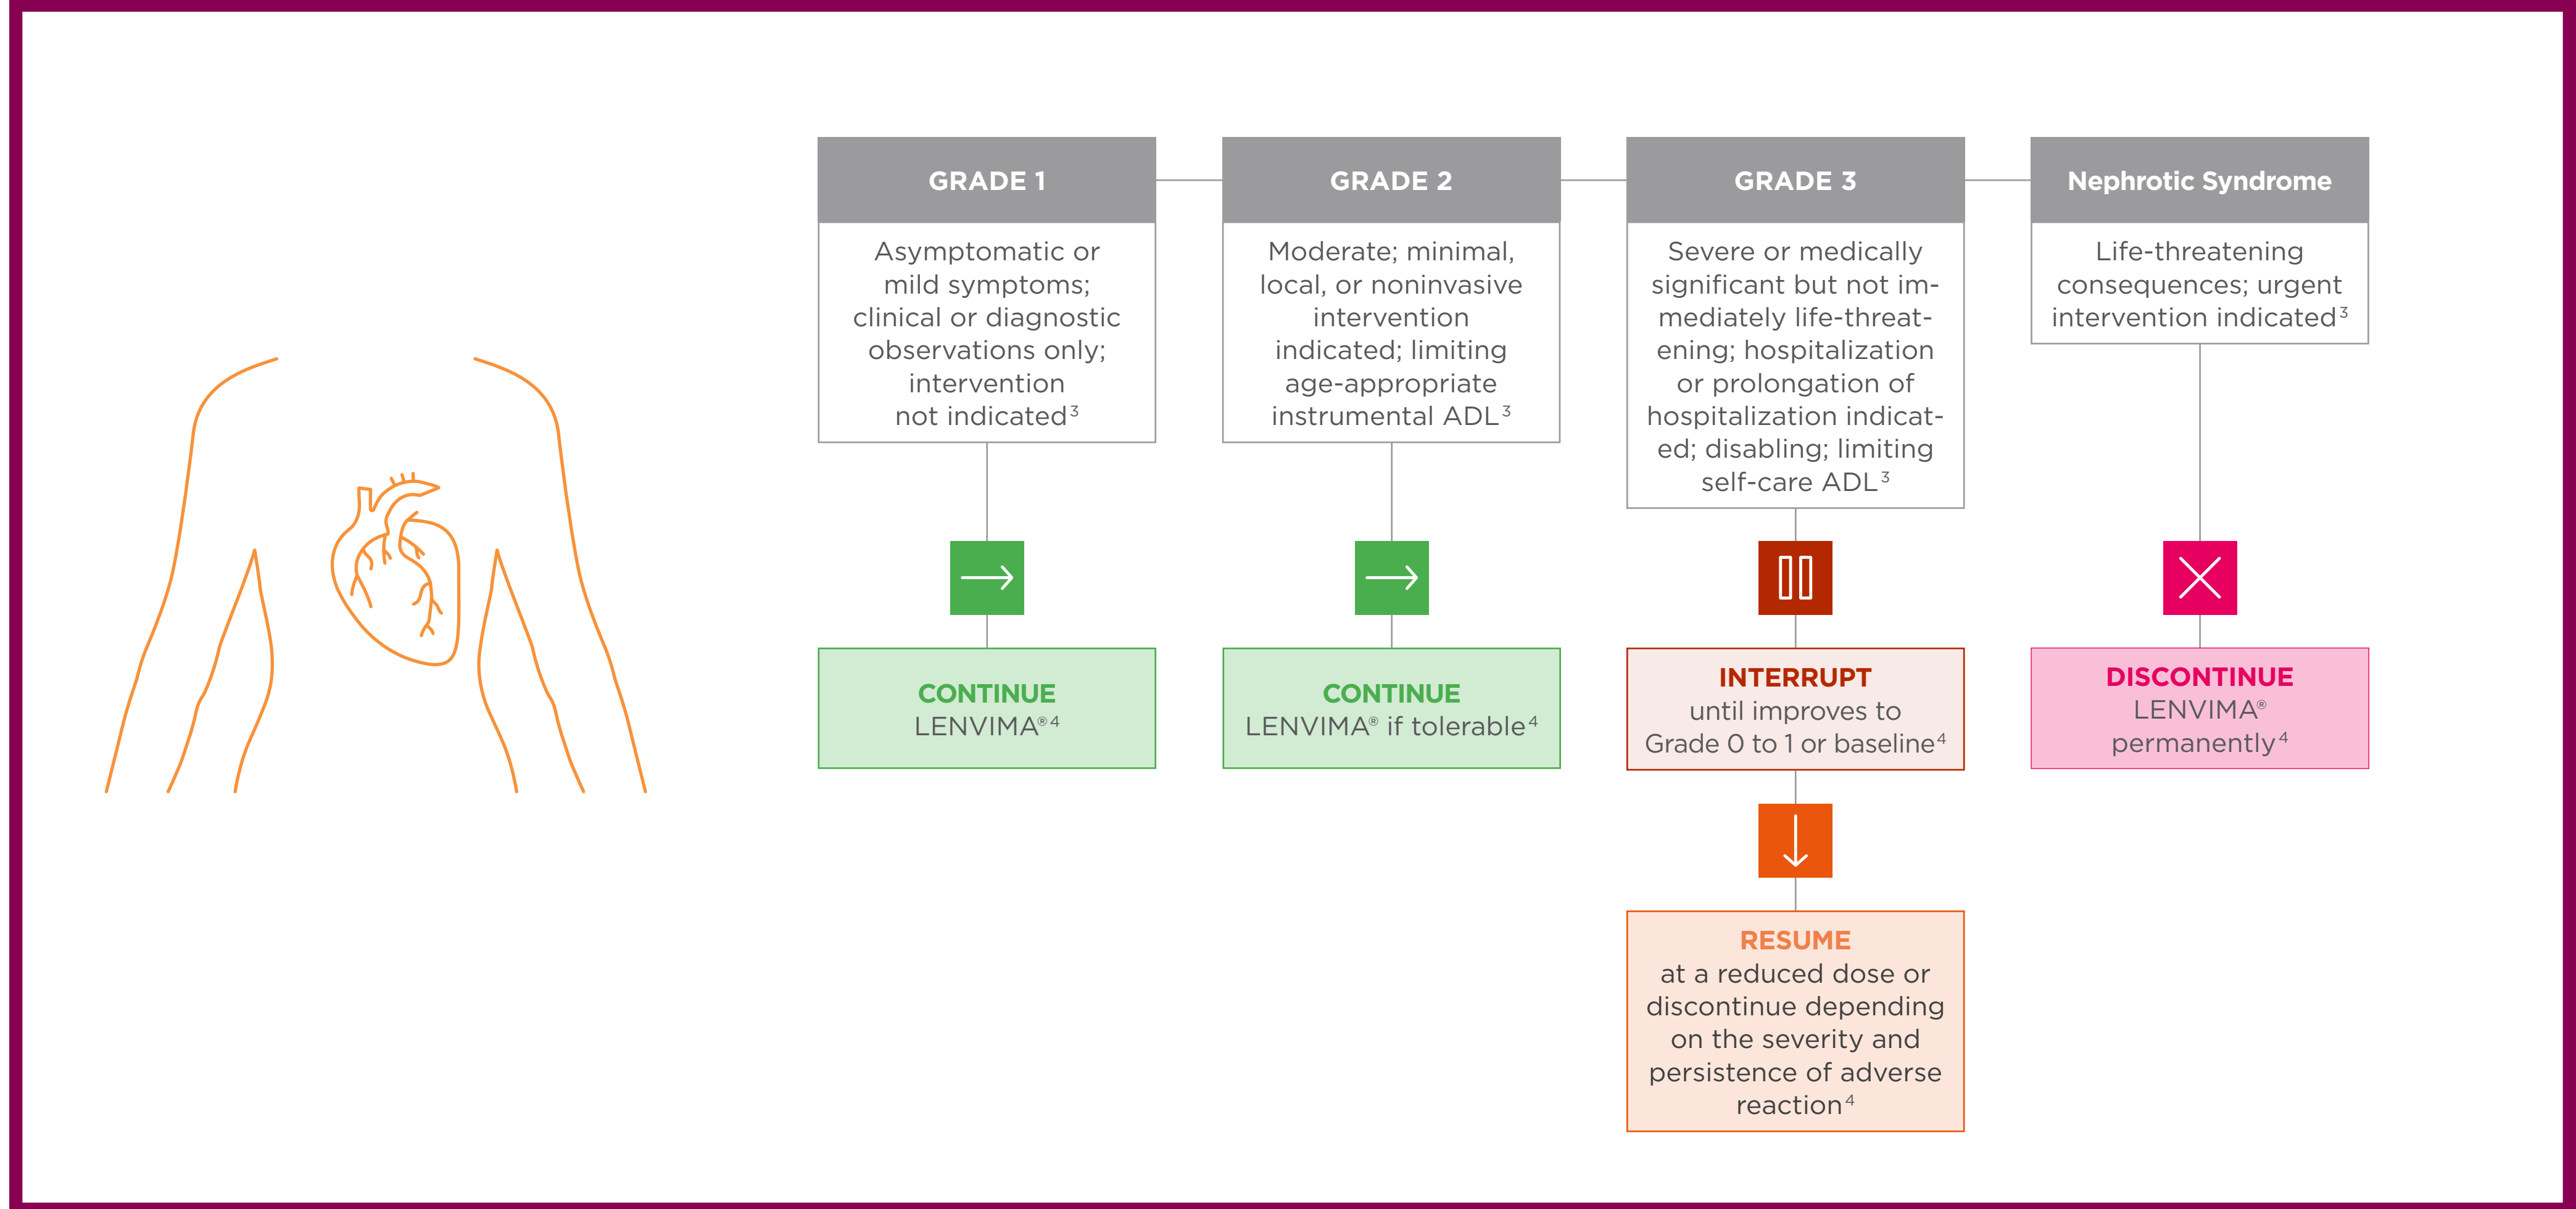 GRADE 1
Asymptomatic or
mild symptoms;
clinical or diagnostic
observations only;
intervention
not indicated³
CONTINUE
LENVIMA®⁴
GRADE 2
Moderate; minimal,
local, or noninvasive
intervention
indicated; limiting
age-appropriate
instrumental ADL³
CONTINUE
LENVIMA® if tolerable⁴
GRADE 3
Severe or medically
significant but not im-
mediately life-threat-
ening; hospitalization
or prolongation of
hospitalization indicat-
ed; disabling; limiting
self-care ADL³
INTERRUPT
until improves to
Grade 0 to 1 or baseline⁴
RESUME
at a reduced dose or
discontinue depending
on the severity and
persistence of adverse
reaction⁴
Nephrotic Syndrome
Life-threatening
consequences; urgent
intervention indicated³
DISCONTINUE
LENVIMA®
permanently⁴